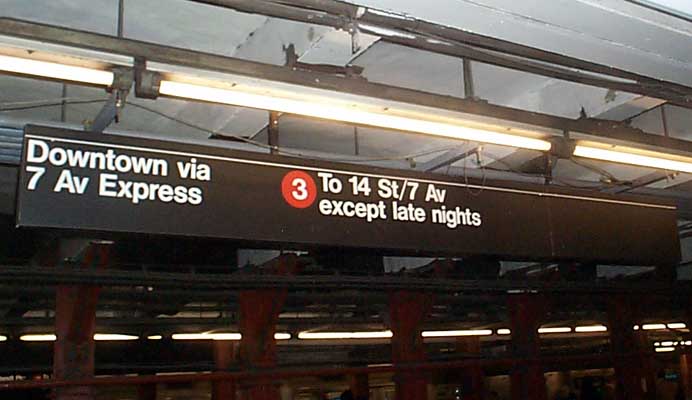 Downtown via
7 Av Express
3 To 14 St/7 Av
except late nights